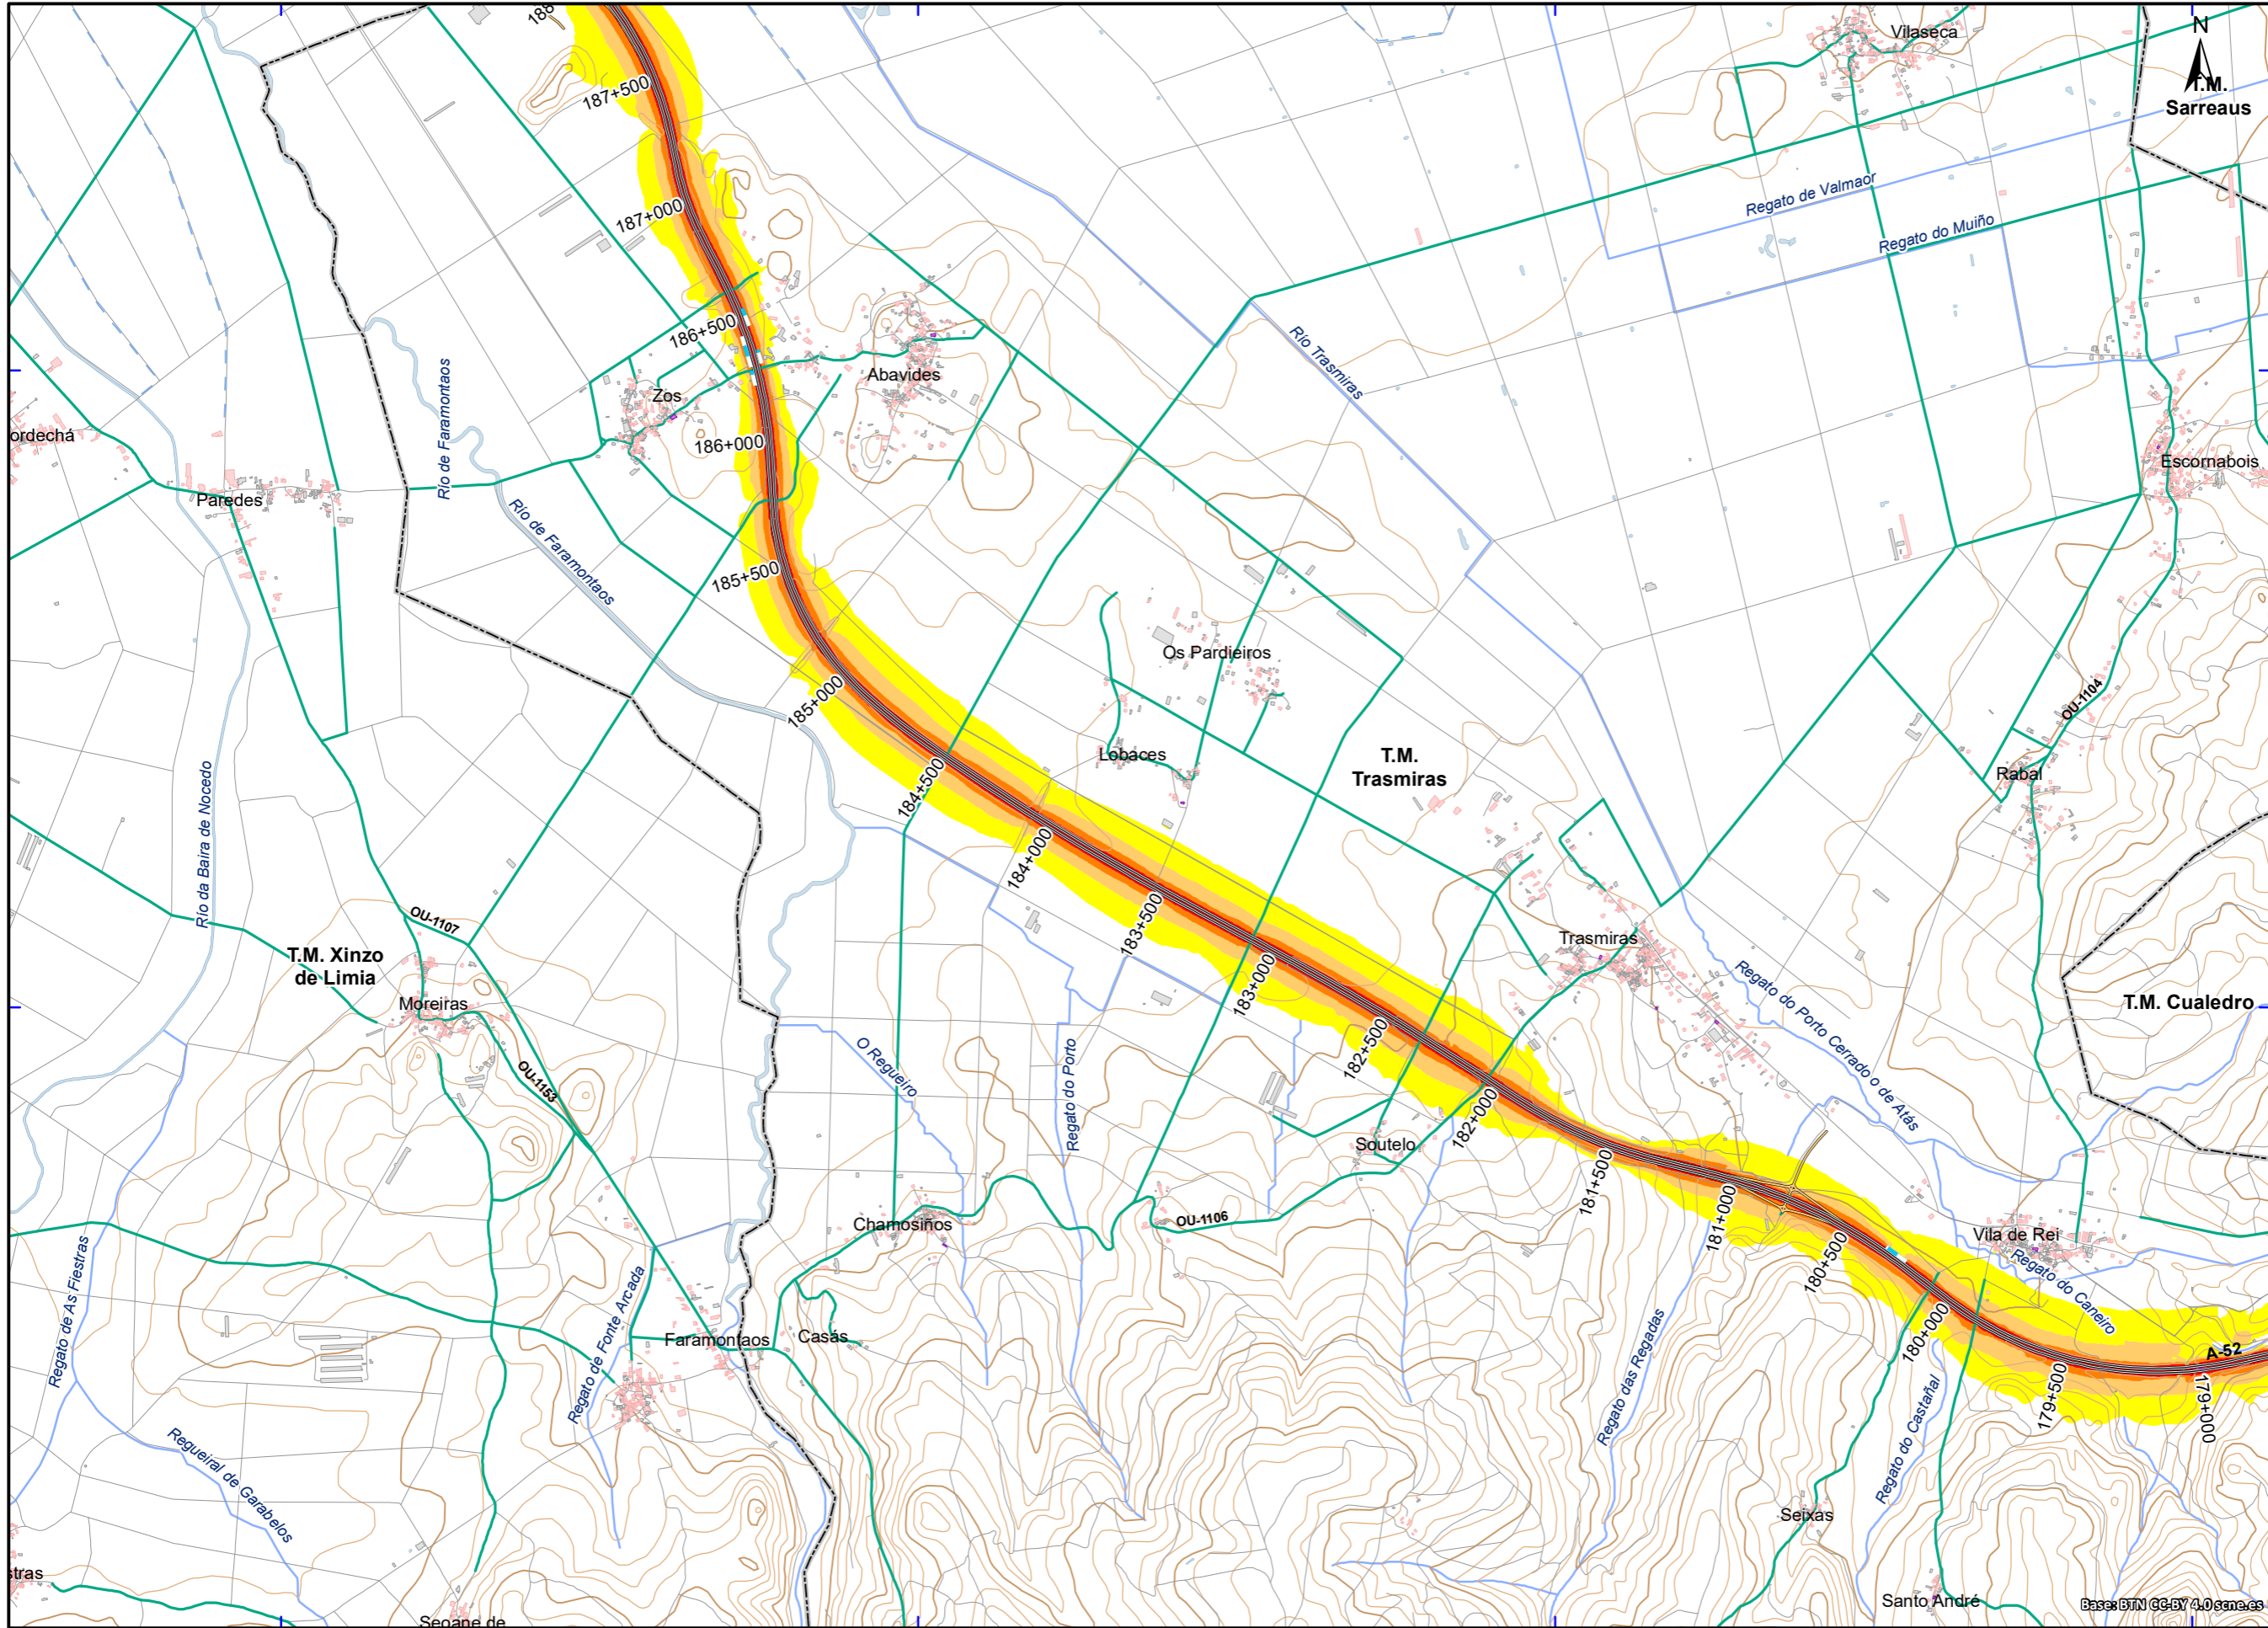 188
Vilaseca
N
T.M.
Sarreaus
187+500
Regato de Valmaor
187+000
Regato do Muiño
186+500
Río Trasmiras
Abavides
Río de Faramontaos
Zos
ordechá
186+000
Escornabois
Paredes
Río de Faramontaos
185+500
Os Pardieiros
185+000
OU-1104
Lobaces
T.M.
Trasmiras
Rabal
184+500
Río da Baira de Nocedo
184+000
OU-1107
183+500
Trasmiras
T.M. Xinzo
de Limia
183+000
Regato do Porto Cerrado o de Atás
Moreiras
T.M. Cualedro
182+500
O Regueiro
Regato do Porto
OU-1153
182+000
Soutelo
181+500
181+000
Chamosiños
OU-1106
Vila de Rei
180+500
Regato do Caneiro
Regato de As Fiestras
Regato de Fonte Arcada
Faramontaos
Casás
180+000
A-52
Regato das Regadas
179+500
179+000
Regato do Castañal
Regueiral de Garabelos
Seixas
stras
Santo André
Base: BTN CC-BY 4.0 scne.es
Seoane de